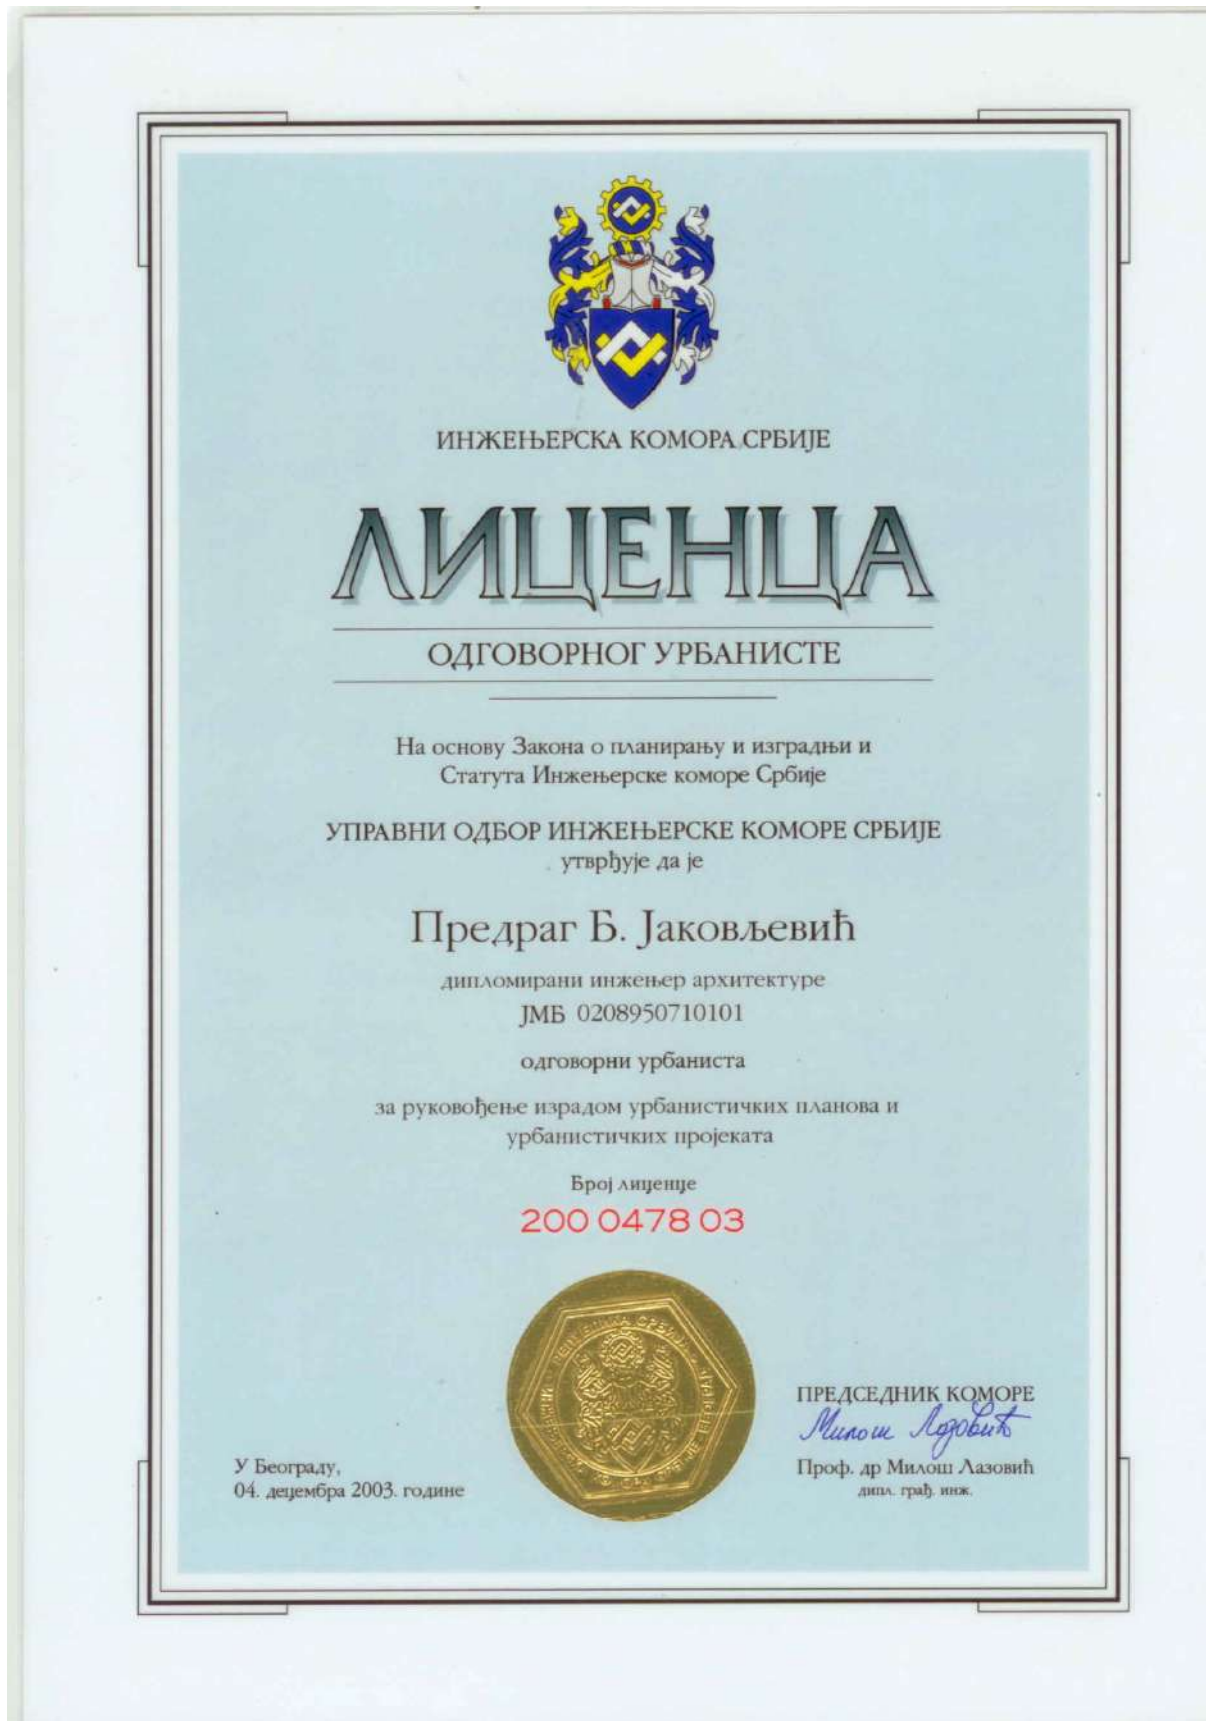 ИНЖЕЊЕРСКА КОМОРА СРБИЈЕ
ЛИЦЕНЦА
ОДГОВОРНОГ УРБАНИСТЕ
На основу Закона о планирању и изградњи и
Статута Инжењерске коморе Србије
УПРАВНИ ОДБОР ИНЖЕЊЕРСКЕ КОМОРЕ СРБИЈЕ
утврђује да је
Предраг Б. Јаковљевић
дипломирани инжењер архитектуре
ЈМБ 0208950710101
одговорни урбаниста
за руковођење израдом урбанистичких планова и
урбанистичких пројеката
Број лиценце
200 0478 03
РЕПУБЛИКА СРБИЈА
ПРЕДСЕДНИК КОМОРЕ
Милош Лазовић
Проф. др Милош Лазовић
дипл. грађ. инж.
У Београду,
04. децембра 2003. године